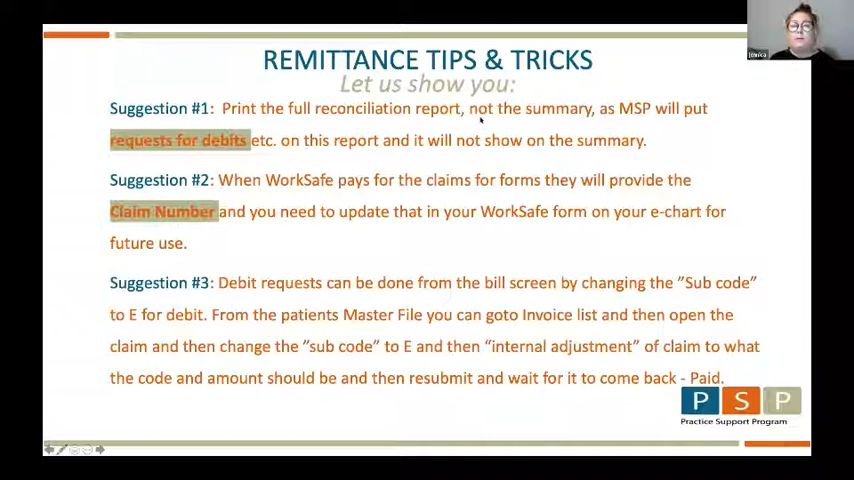 REMITTANCE TIPS & TRICKS
Let us show you:
Suggestion #1: Print the full reconciliation report, not the summary, as MSP will put
requests for debits etc. on this report and it will not show on the summary.
Suggestion #2: When WorkSafe pays for the claims for forms they will provide the
Claim Number and you need to update that in your WorkSafe form on your e-chart for
future use.
Suggestion #3: Debit requests can be done from the bill screen by changing the ”Sub code”
to E for debit. From the patients Master File you can goto Invoice list and then open the
claim and then change the ”sub code” to E and then “internal adjustment” of claim to what
the code and amount should be and then resubmit and wait for it to come back - Paid.
P S P
Practice Support Program